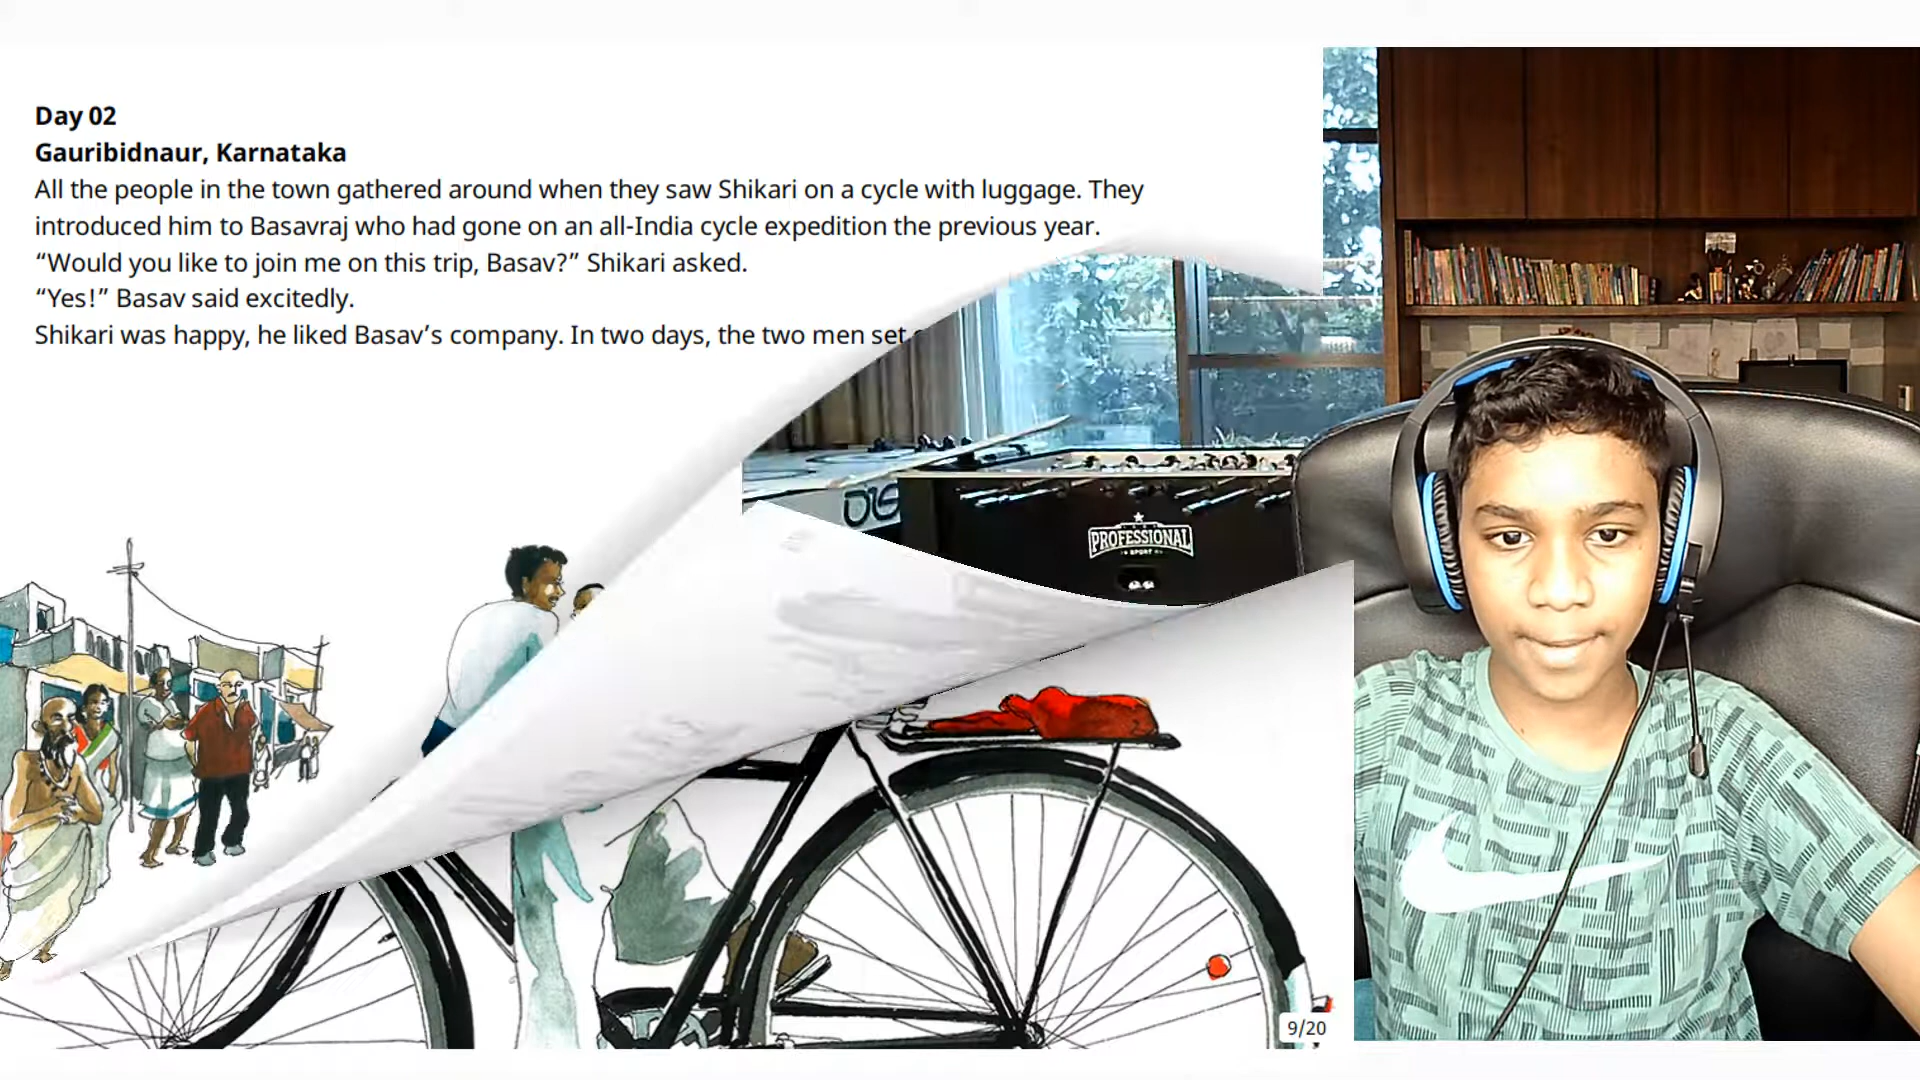 Day 02
Gauribidnaur, Karnataka
All the people in the town gathered around when they saw Shikari on a cycle with luggage. They
introduced him to Basavraj who had gone on an all-India cycle expedition the previous year.
“Would you like to join me on this trip, Basav?” Shikari asked.
“Yes!” Basav said excitedly.
Shikari was happy, he liked Basav’s company. In two days, the two men set
PROFESSIONAL
SPORT
9/20